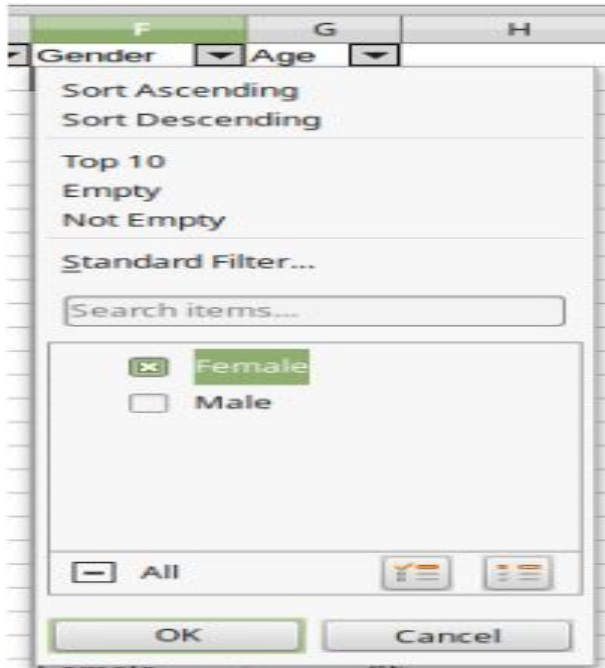 F G H
Gender Age
Sort Ascending
Sort Descending
Top 10
Empty
Not Empty
Standard Filter...
Search items...
Female
Male
All
OK Cancel